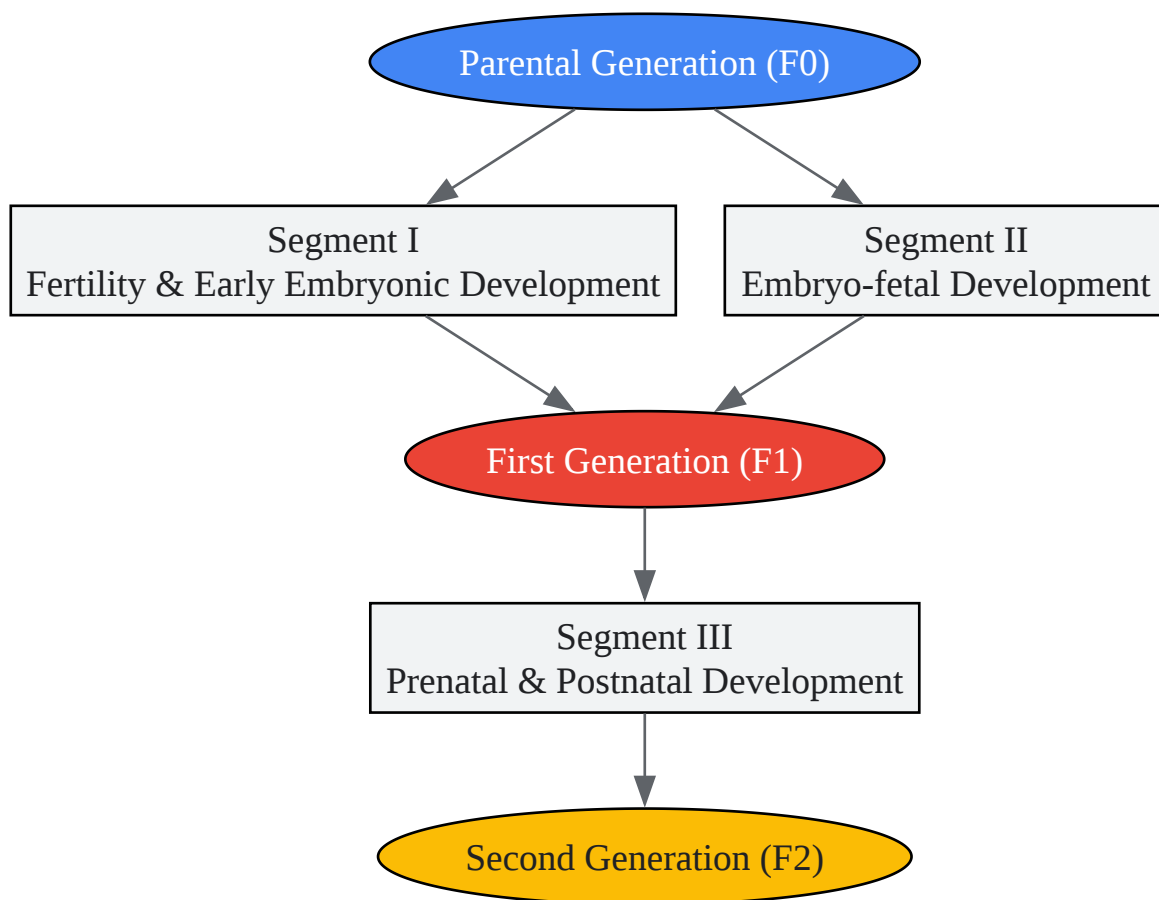 Parental Generation (F0)
Segment I
Fertility & Early Embryonic Development
Segment II
Embryo-fetal Development
First Generation (F1)
Segment III
Prenatal & Postnatal Development
Second Generation (F2)